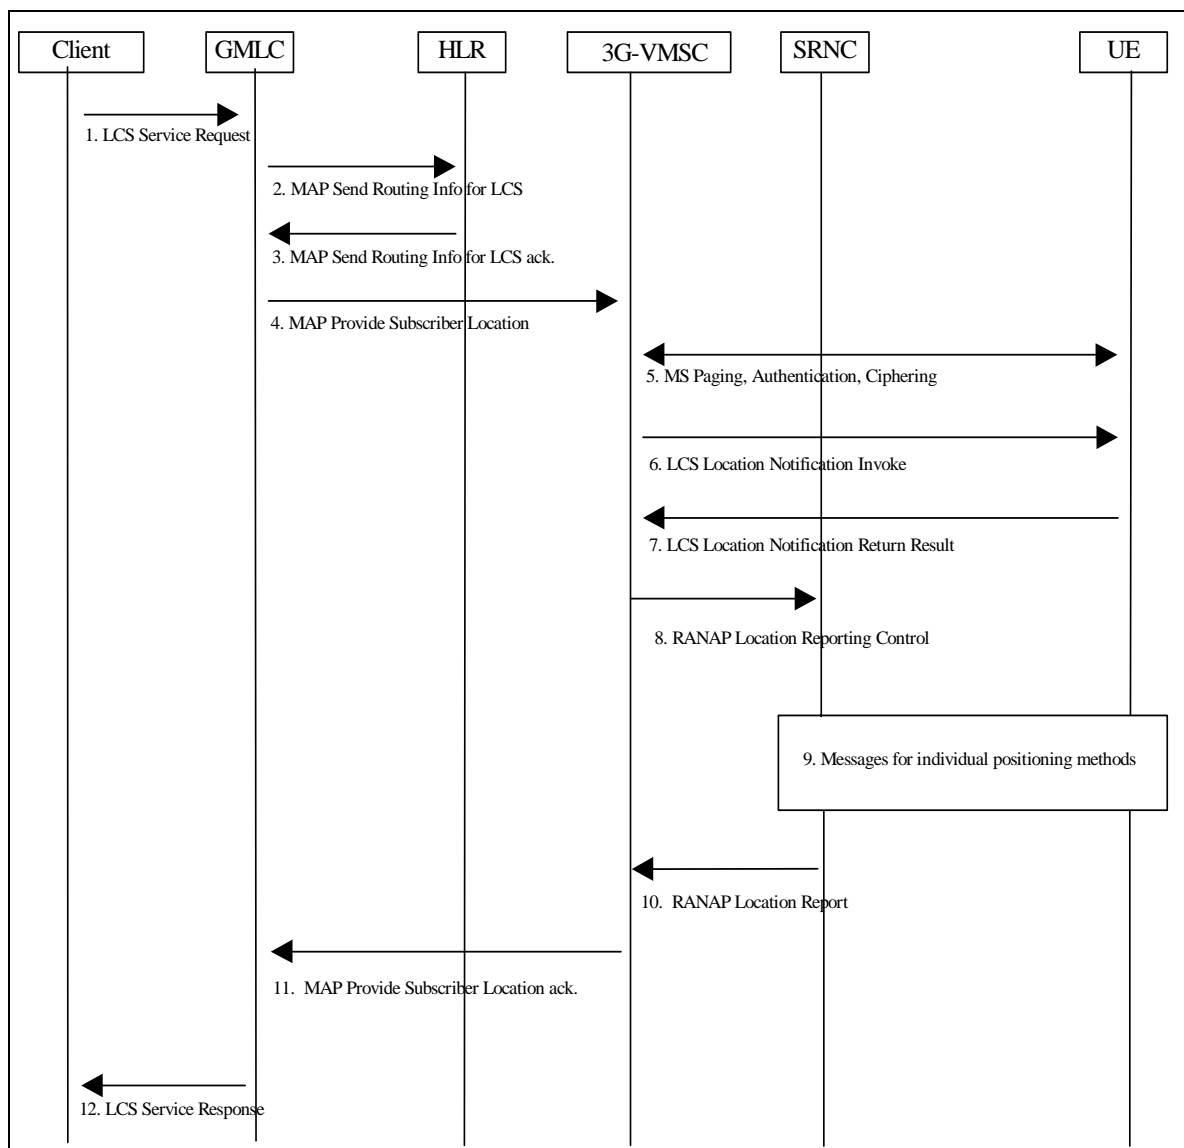 Client
GMLC
HLR
3G-VMSC
SRNC
UE
1. LCS Service Request
2. MAP Send Routing Info for LCS
3. MAP Send Routing Info for LCS ack.
4. MAP Provide Subscriber Location
5. MS Paging, Authentication, Ciphering
6. LCS Location Notification Invoke
7. LCS Location Notification Return Result
8. RANAP Location Reporting Control
9. Messages for individual positioning methods
10. RANAP Location Report
11. MAP Provide Subscriber Location ack.
12. LCS Service Response